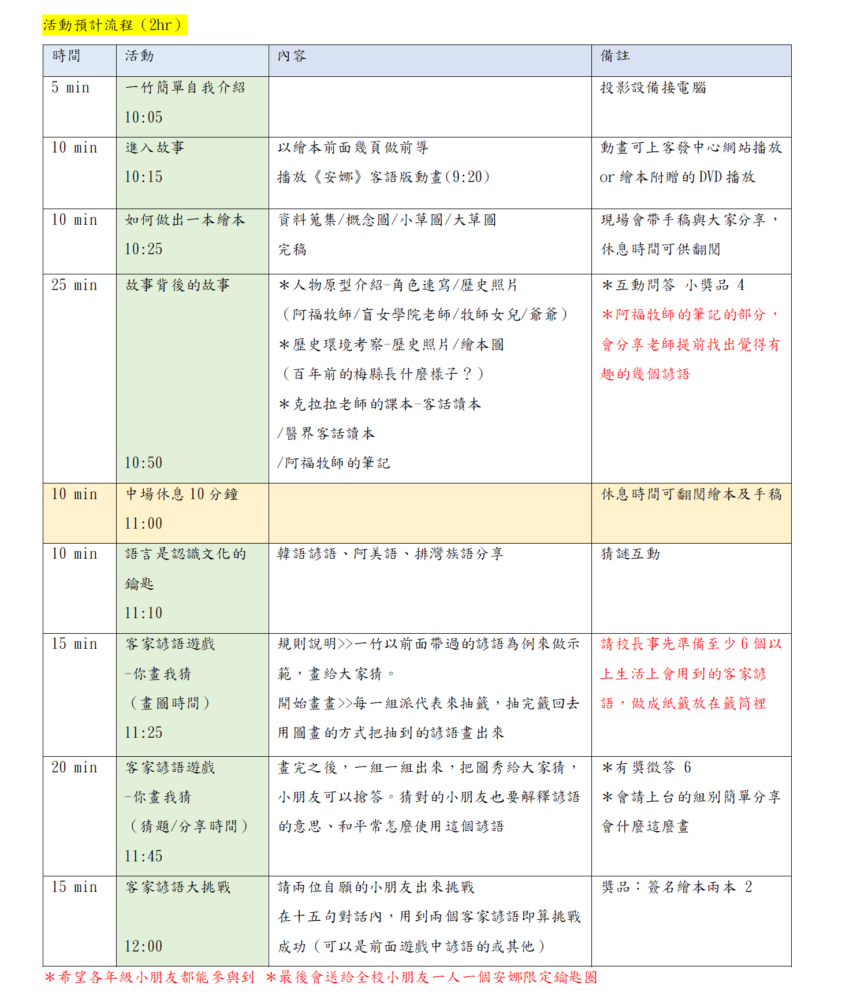 活動預計流程（2hr）
時間 活動 內容 備註
5 min
一竹簡單自我介紹
10:05
投影設備接電腦
10 min
進入故事
10:15
以繪本前面幾頁做前導
播放《安娜》客語版動畫(9:20)
動畫可上客發中心網站播放
or 繪本附贈的 DVD 播放
10 min
如何做出一本繪本
10:25
資料蒐集/概念圖/小草圖/大草圖
完稿
現場會帶手稿與大家分享，
休息時間可供翻閱
25 min
故事背後的故事
10:50
＊人物原型介紹-角色速寫/歷史照片
（阿福牧師/盲女學院老師/牧師女兒/爺爺）
＊歷史環境考察-歷史照片/繪本圖
（百年前的梅縣長什麼樣子？）
＊克拉拉老師的課本-客話讀本
/醫界客話讀本
/阿福牧師的筆記
＊互動問答 小獎品 4
＊阿福牧師的筆記的部分，
會分享老師提前找出覺得有
趣的幾個諺語
10 min
中場休息 10 分鐘
11:00
休息時間可翻閱繪本及手稿
10 min
語言是認識文化的
鑰匙
11:10
韓語諺語、阿美語、排灣族語分享
猜謎互動
15 min
客家諺語遊戲
-你畫我猜
（畫圖時間）
11:25
規則說明>>一竹以前面帶過的諺語為例來做示
範，畫給大家猜。
開始畫畫>>每一組派代表來抽籤，抽完籤回去
用圖畫的方式把抽到的諺語畫出來
請校長事先準備至少 6 個以
上生活上會用到的客家諺
語，做成紙籤放在籤筒裡
20 min
客家諺語遊戲
-你畫我猜
（猜題/分享時間）
11:45
畫完之後，一組一組出來，把圖秀給大家猜，
小朋友可以搶答。猜對的小朋友也要解釋諺語
的意思、和平常怎麼使用這個諺語
＊有獎徵答 6
＊會請上台的組別簡單分享
會什麼這麼畫
15 min
客家諺語大挑戰
12:00
請兩位自願的小朋友出來挑戰
在十五句對話內，用到兩個客家諺語即算挑戰
成功（可以是前面遊戲中諺語的或其他）
獎品：簽名繪本兩本 2
＊希望各年級小朋友都能參與到 ＊最後會送給全校小朋友一人一個安娜限定鑰匙圈